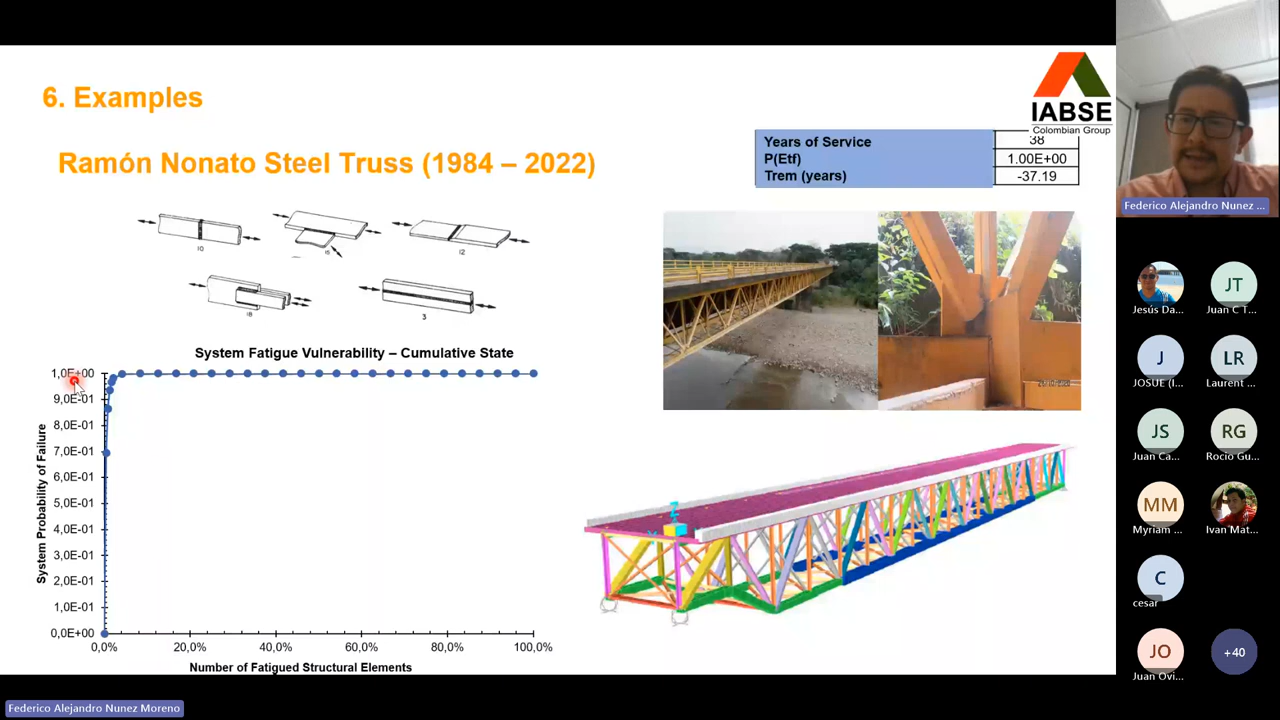 6. Examples
IABSE
Colombian Group
Ramón Nonato Steel Truss (1984 – 2022)
Years of Service 38
P(Etf) 1.00E+00
Trem (years) -37.19
10
12
18
3
System Fatigue Vulnerability – Cumulative State
System Probability of Failure
1,0E+00
9,0E-01
8,0E-01
7,0E-01
6,0E-01
5,0E-01
4,0E-01
3,0E-01
2,0E-01
1,0E-01
0,0E+00
0,0% 20,0% 40,0% 60,0% 80,0% 100,0%
Number of Fatigued Structural Elements
Z
Federico Alejandro Nunez ...
Jesús Da...
JT
Juan C T...
J
JOSUE (I...
LR
Laurent ...
JS
Juan Ca...
RG
Rocío Gu...
MM
Myriam ...
Ivan Mat...
C
cesar
JO
Juan Ovi...
+40
Federico Alejandro Nunez Moreno